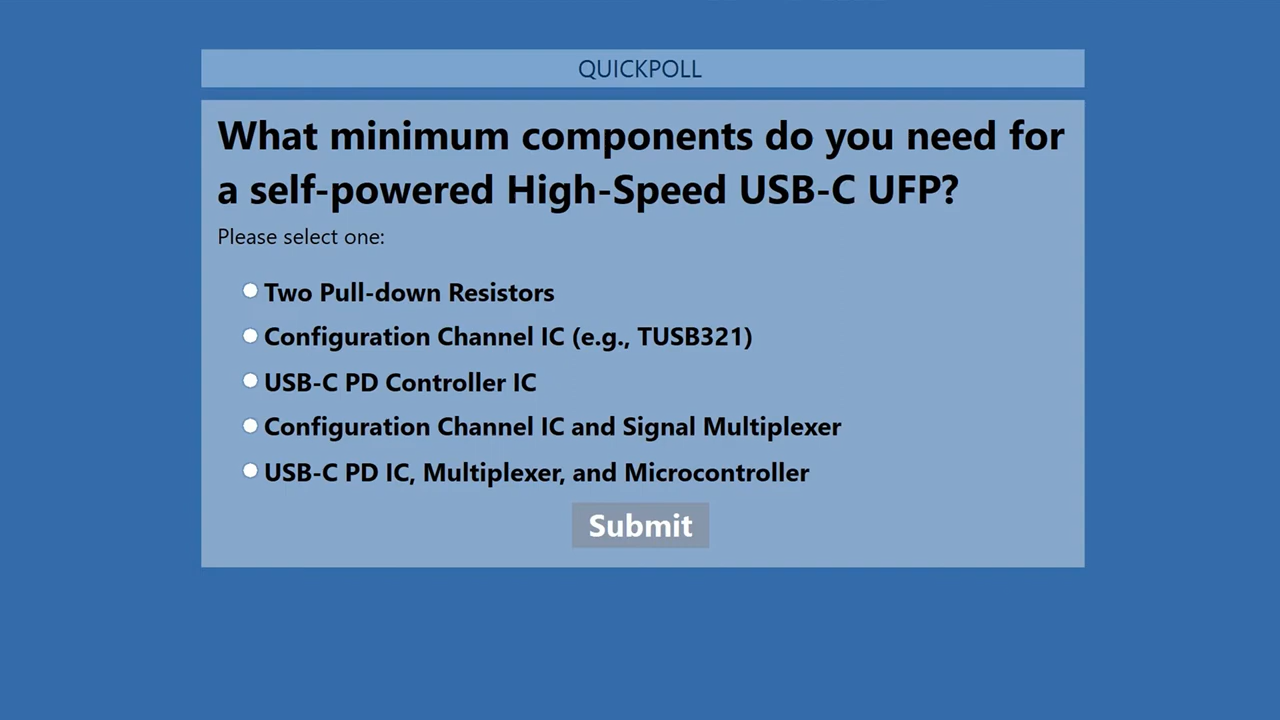 QUICKPOLL
What minimum components do you need for
a self-powered High-Speed USB-C UFP?
Please select one:
Two Pull-down Resistors
Configuration Channel IC (e.g., TUSB321)
USB-C PD Controller IC
Configuration Channel IC and Signal Multiplexer
USB-C PD IC, Multiplexer, and Microcontroller
Submit